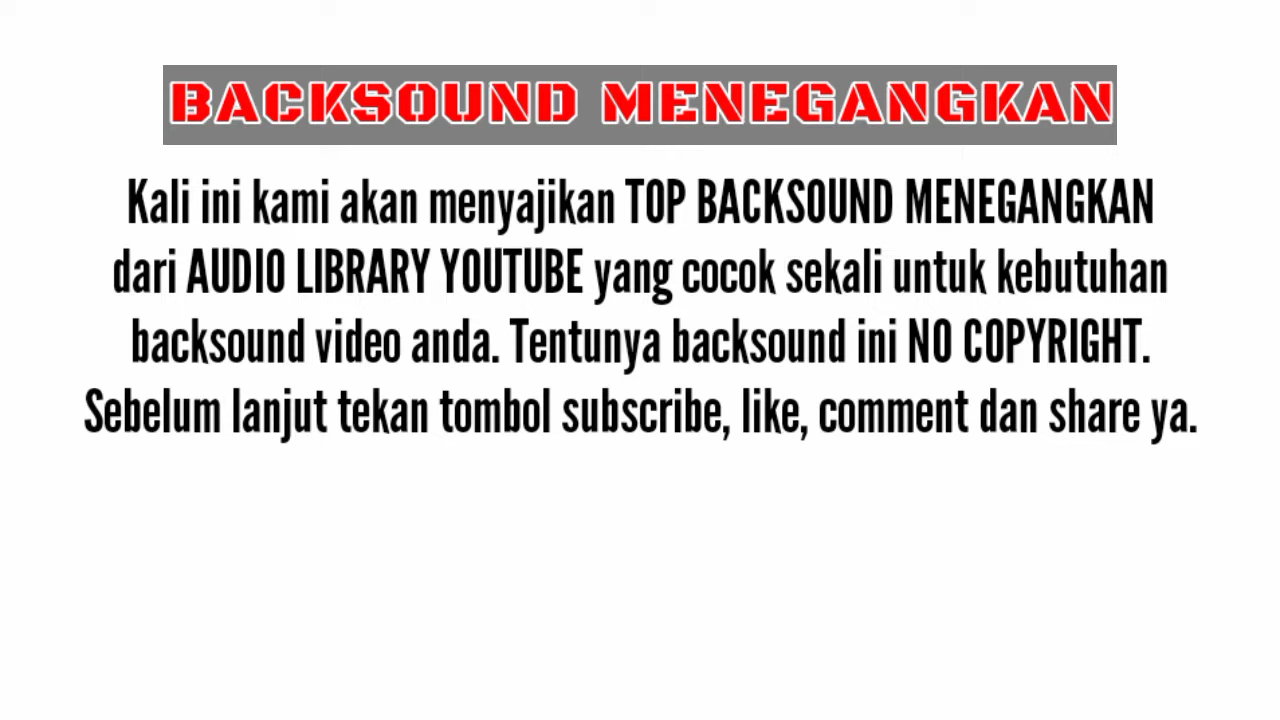 BACKSOUND MENEGANGKAN
Kali ini kami akan menyajikan TOP BACKSOUND MENEGANGKAN
dari AUDIO LIBRARY YOUTUBE yang cocok sekali untuk kebutuhan
backsound video anda. Tentunya backsound ini NO COPYRIGHT.
Sebelum lanjut tekan tombol subscribe, like, comment dan share ya.